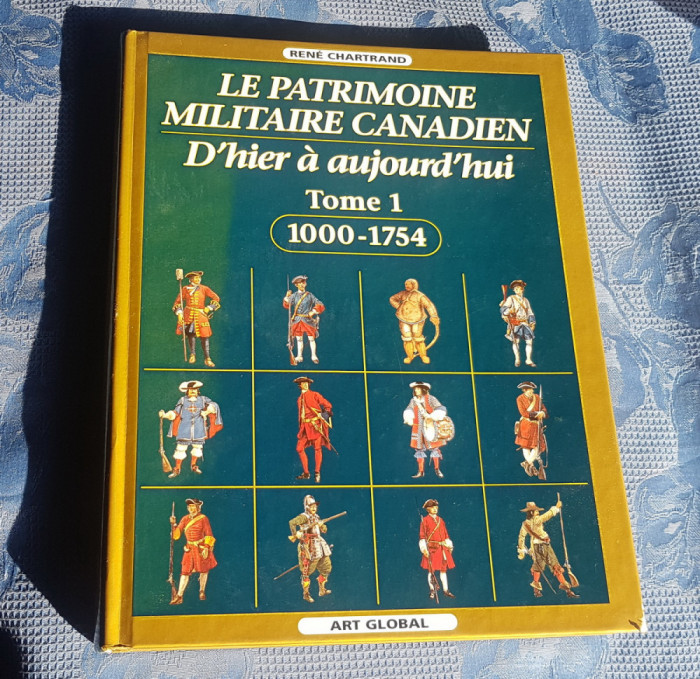 RENÉ CHARTRAND
LE PATRIMOINE
MILITAIRE CANADIEN
D'hier à aujourd'hui
Tome 1
1000-1754
ART GLOBAL